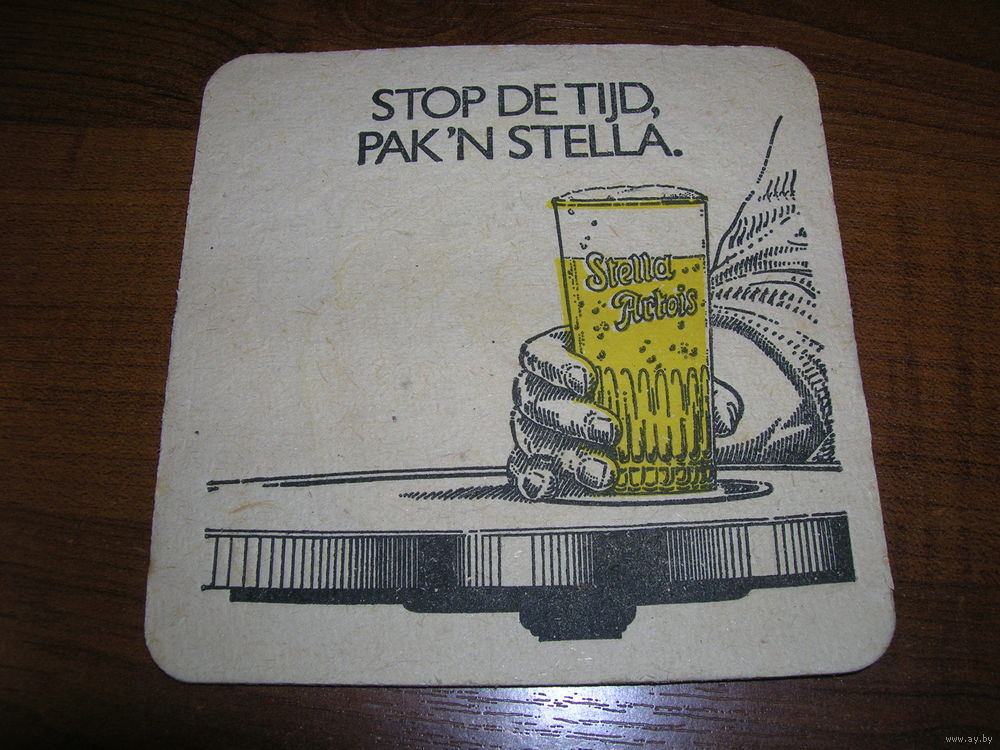 STOP DE TIJD,
PAK 'N STELLA.
Stella
Artois
www.ay.by